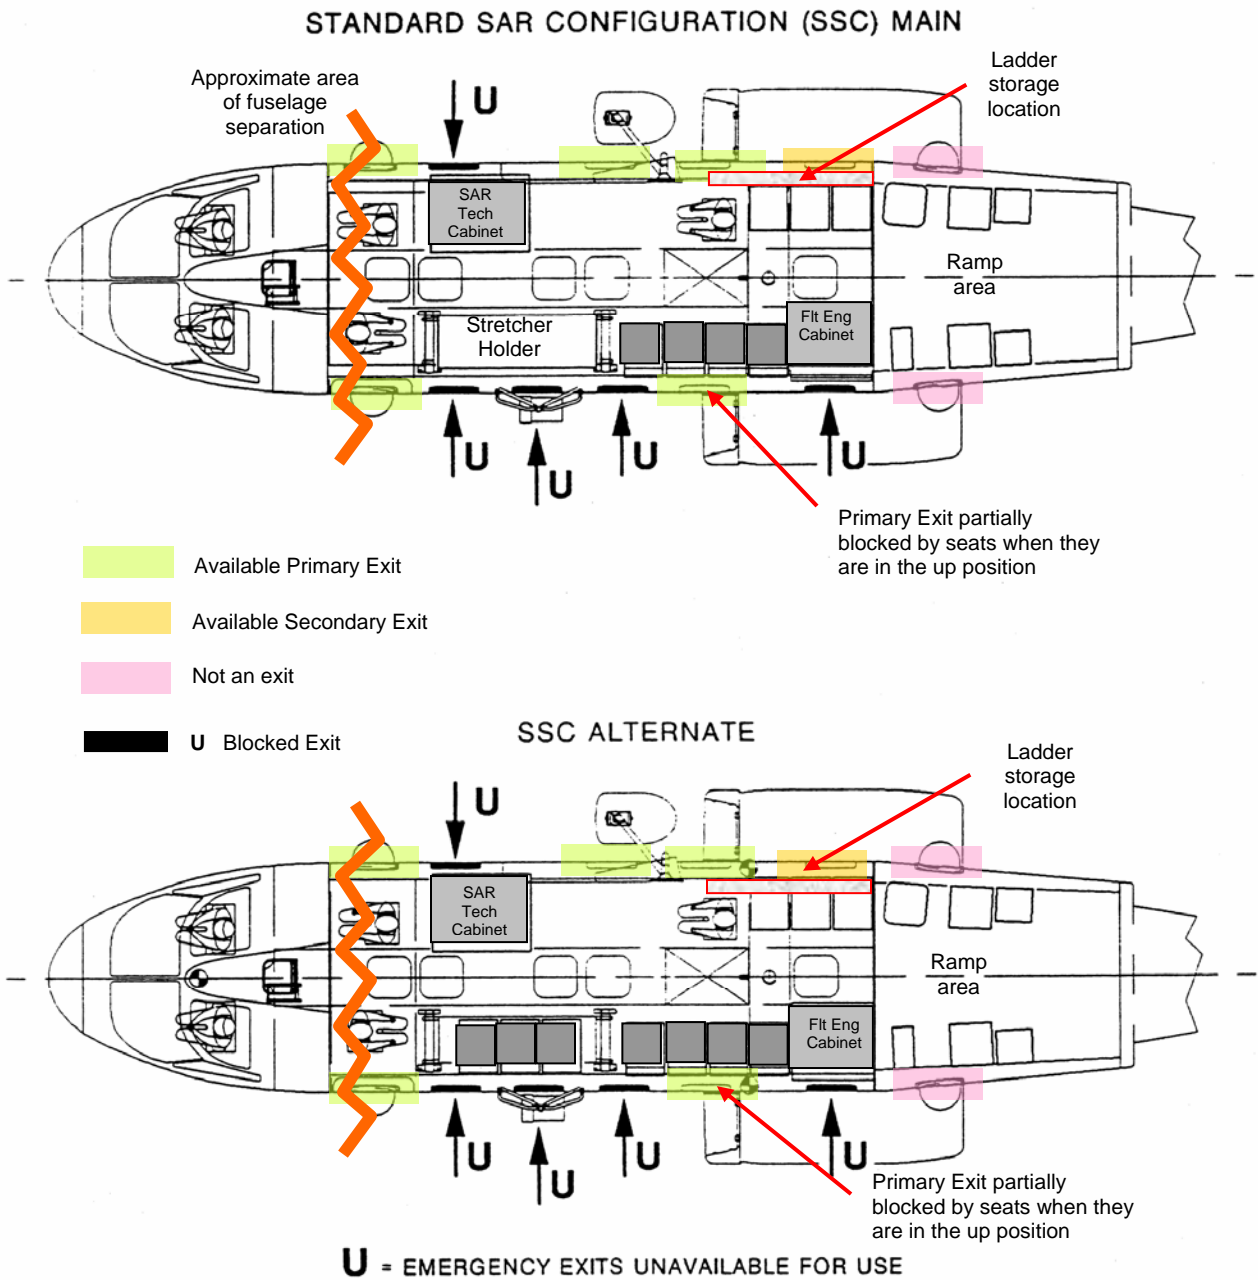 STANDARD SAR CONFIGURATION (SSC) MAIN
Approximate area
of fuselage
separation
U
Ladder
storage
location
SAR
Tech
Cabinet
Ramp
area
Stretcher
Holder
Flt Eng
Cabinet
U
U
U
U
Primary Exit partially
blocked by seats when they
are in the up position
Available Primary Exit
Available Secondary Exit
Not an exit
U Blocked Exit
SSC ALTERNATE
Ladder
storage
location
U
SAR
Tech
Cabinet
Ramp
area
Flt Eng
Cabinet
U
U
U
U
Primary Exit partially
blocked by seats when they
are in the up position
U = EMERGENCY EXITS UNAVAILABLE FOR USE